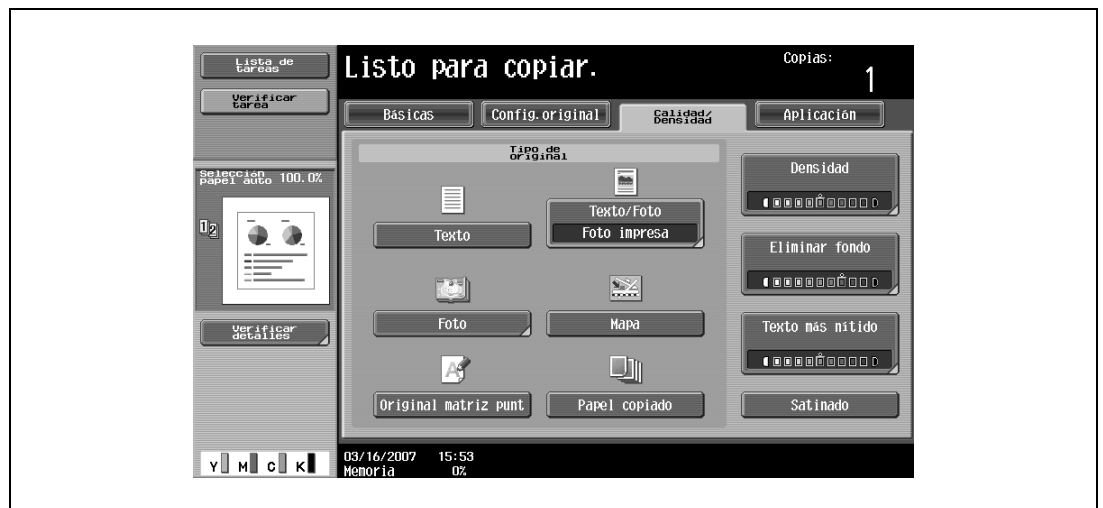 Lista de
tareas
Verificar
tarea
Listo para copiar.
Copias:
1
Básicas
Config.original
Calidad/
Densidad
Aplicación
Selección
papel auto 100.0%
1 2
Verificar
detalles
Tipo de
original
Texto
Texto/Foto
Foto impresa
Foto
Mapa
Original matriz punt
Papel copiado
Densidad
Eliminar fondo
Texto más nítido
Satinado
Y M C K
03/16/2007 15:53
Memoria 0%